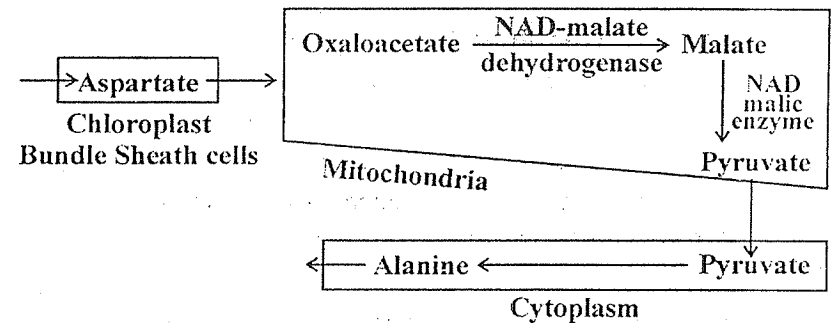 Oxaloacetate
NAD-malate
dehydrogenase
Malate
Aspartate
NAD
malic
enzyme
Chloroplast
Bundle Sheath cells
Pyruvate
Mitochondria
Alanine
Pyruvate
Cytoplasm